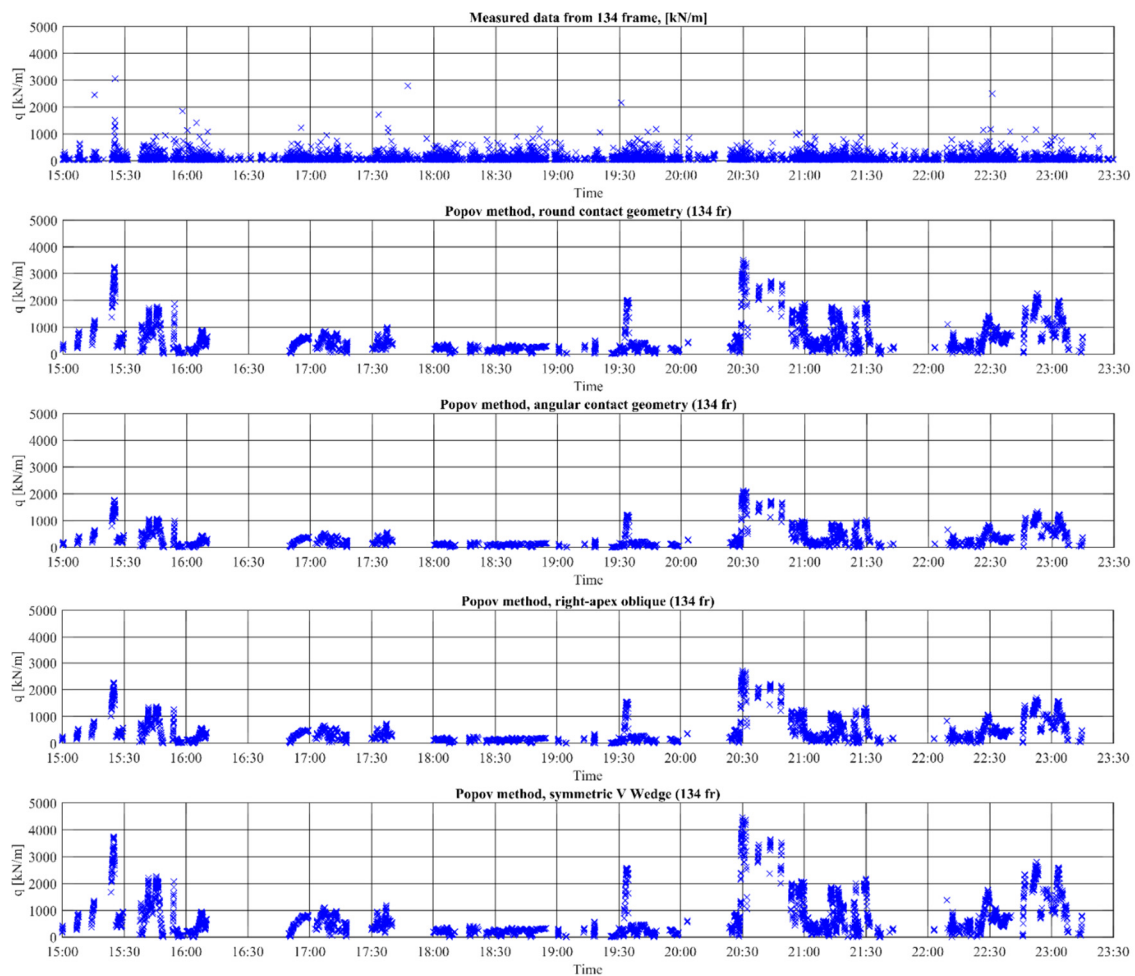 Measured data from 134 frame, [kN/m]
5000
4000
3000
2000
1000
0
q [kN/m]
15:00 15:30 16:00 16:30 17:00 17:30 18:00 18:30 19:00 19:30 20:00 20:30 21:00 21:30 22:00 22:30 23:00 23:30
Time
Popov method, round contact geometry (134 fr)
5000
4000
3000
2000
1000
0
q [kN/m]
15:00 15:30 16:00 16:30 17:00 17:30 18:00 18:30 19:00 19:30 20:00 20:30 21:00 21:30 22:00 22:30 23:00 23:30
Time
Popov method, angular contact geometry (134 fr)
5000
4000
3000
2000
1000
0
q [kN/m]
15:00 15:30 16:00 16:30 17:00 17:30 18:00 18:30 19:00 19:30 20:00 20:30 21:00 21:30 22:00 22:30 23:00 23:30
Time
Popov method, right-apex oblique (134 fr)
5000
4000
3000
2000
1000
0
q [kN/m]
15:00 15:30 16:00 16:30 17:00 17:30 18:00 18:30 19:00 19:30 20:00 20:30 21:00 21:30 22:00 22:30 23:00 23:30
Time
Popov method, symmetric V Wedge (134 fr)
5000
4000
3000
2000
1000
0
q [kN/m]
15:00 15:30 16:00 16:30 17:00 17:30 18:00 18:30 19:00 19:30 20:00 20:30 21:00 21:30 22:00 22:30 23:00 23:30
Time